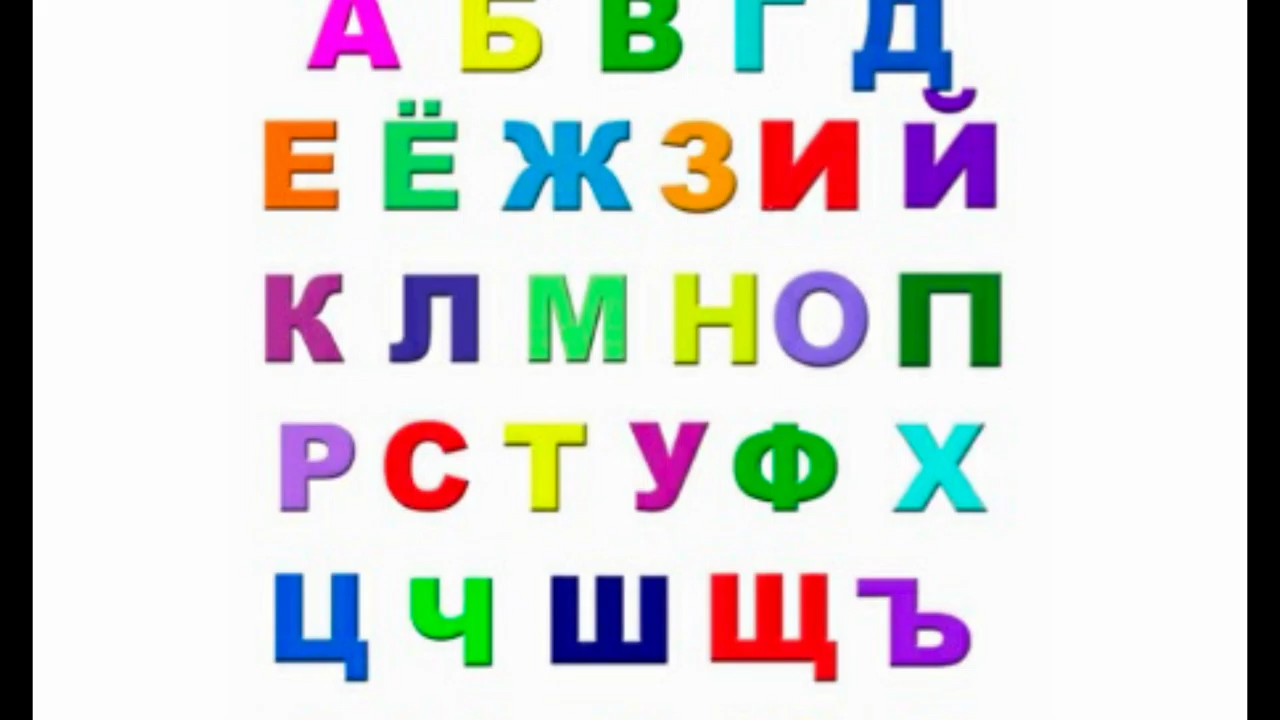 А Б В Г Д
Е Ё Ж З И Й
К Л М Н О П
Р С Т У Ф Х
Ц Ч Ш Щ Ъ